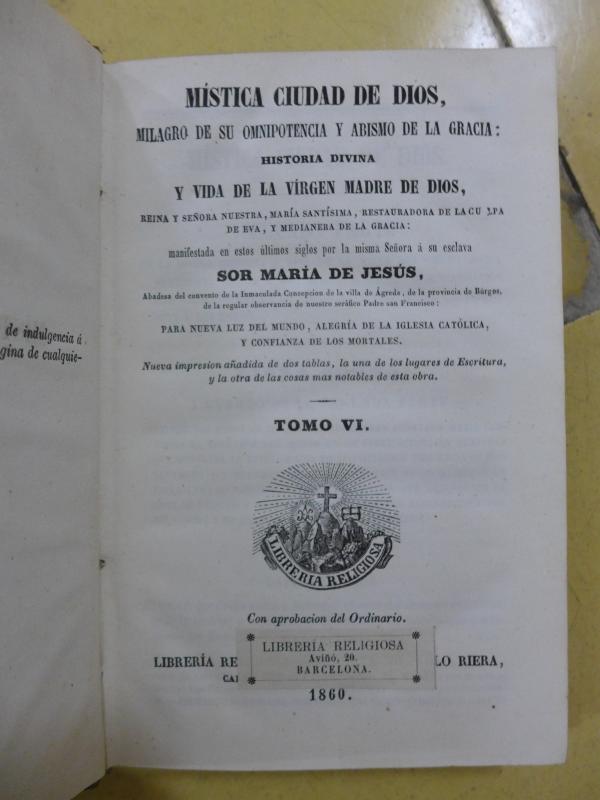 de indulgencia á
gina de cualquie-
MÍSTICA CIUDAD DE DIOS,
MILAGRO DE SU OMNIPOTENCIA Y ABISMO DE LA GRACIA:
HISTORIA DIVINA
Y VIDA DE LA VÍRGEN MADRE DE DIOS,
REINA Y SEÑORA NUESTRA, MARÍA SANTÍSIMA, RESTAURADORA DE LA CULPA
DE EVA, Y MEDIANERA DE LA GRACIA:
manifestada en estos últimos siglos por la misma Señora á su esclava
SOR MARÍA DE JESÚS,
Abadesa del convento de la Inmaculada Concepcion de la villa de Ágreda, de la provincia de Búrgos,
de la regular observancia de nuestro seráfico Padre san Francisco:
PARA NUEVA LUZ DEL MUNDO, ALEGRÍA DE LA IGLESIA CATÓLICA,
Y CONFIANZA DE LOS MORTALES.
Nueva impresion añadida de dos tablas, la una de los lugares de Escritura,
y la otra de las cosas mas notables de esta obra.
TOMO VI.
LIBRERIA RELIGIOSA
Con aprobacion del Ordinario.
LIBRERÍA RELIGIOSA
Aviñó, 20.
BARCELONA.
LIBRERÍA RE LO RIERA,
CAL
1860.